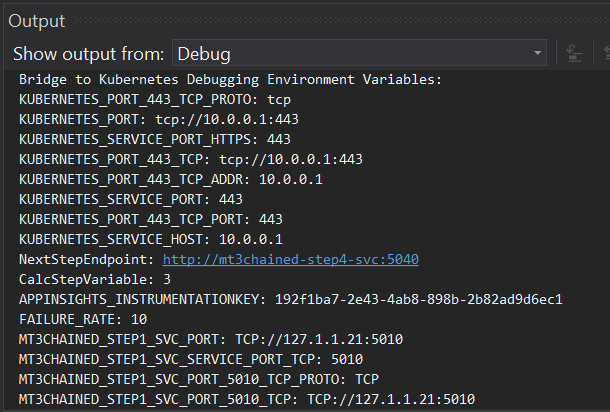 Output
Show output from: Debug
Bridge to Kubernetes Debugging Environment Variables:
KUBERNETES_PORT_443_TCP_PROTO: tcp
KUBERNETES_PORT: tcp://10.0.0.1:443
KUBERNETES_SERVICE_PORT_HTTPS: 443
KUBERNETES_PORT_443_TCP: tcp://10.0.0.1:443
KUBERNETES_PORT_443_TCP_ADDR: 10.0.0.1
KUBERNETES_SERVICE_PORT: 443
KUBERNETES_PORT_443_TCP_PORT: 443
KUBERNETES_SERVICE_HOST: 10.0.0.1
NextStepEndpoint: http://mt3chained-step4-svc:5040
CalcStepVariable: 3
APPINSIGHTS_INSTRUMENTATIONKEY: 192f1ba7-2e43-4ab8-898b-2b82ad9d6ec1
FAILURE_RATE: 10
MT3CHAINED_STEP1_SVC_PORT: TCP://127.1.1.21:5010
MT3CHAINED_STEP1_SVC_SERVICE_PORT_TCP: 5010
MT3CHAINED_STEP1_SVC_PORT_5010_TCP_PROTO: TCP
MT3CHAINED_STEP1_SVC_PORT_5010_TCP: TCP://127.1.1.21:5010